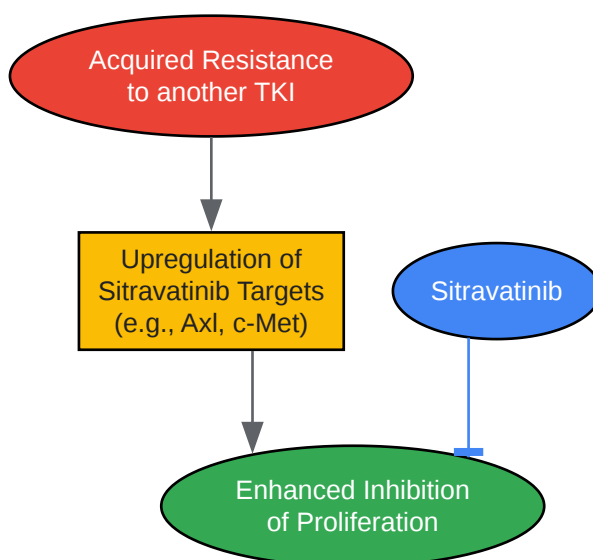 Acquired Resistance
to another TKI
Upregulation of
Sitravatinib Targets
(e.g., Axl, c-Met)
Sitravatinib
Enhanced Inhibition
of Proliferation